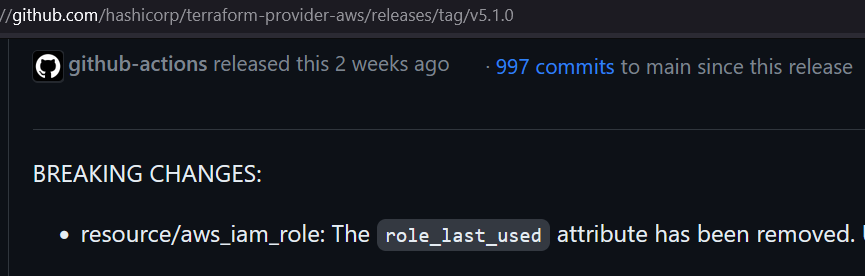 //github.com/hashicorp/terraform-provider-aws/releases/tag/v5.1.0
github-actions released this 2 weeks ago · 997 commits to main since this release
BREAKING CHANGES:
• resource/aws_iam_role: The role_last_used attribute has been removed.